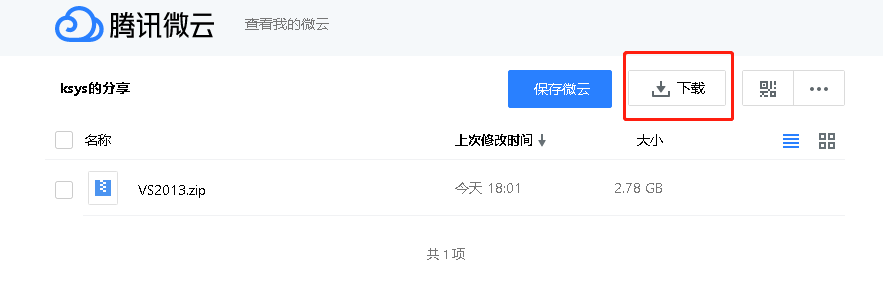 腾讯微云 查看我的微云
ksys的分享 保存微云 下载
名称 上次修改时间 大小
VS2013.zip 今天 18:01 2.78 GB
共 1 项